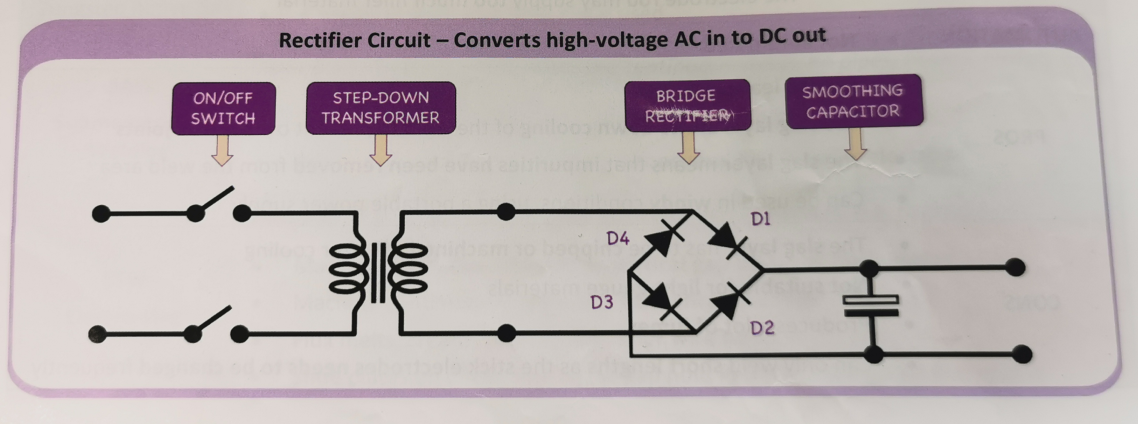 Rectifier Circuit – Converts high-voltage AC in to DC out
ON/OFF
SWITCH
STEP-DOWN
TRANSFORMER
BRIDGE
RECTIFIER
SMOOTHING
CAPACITOR
D1
D4
D3
D2